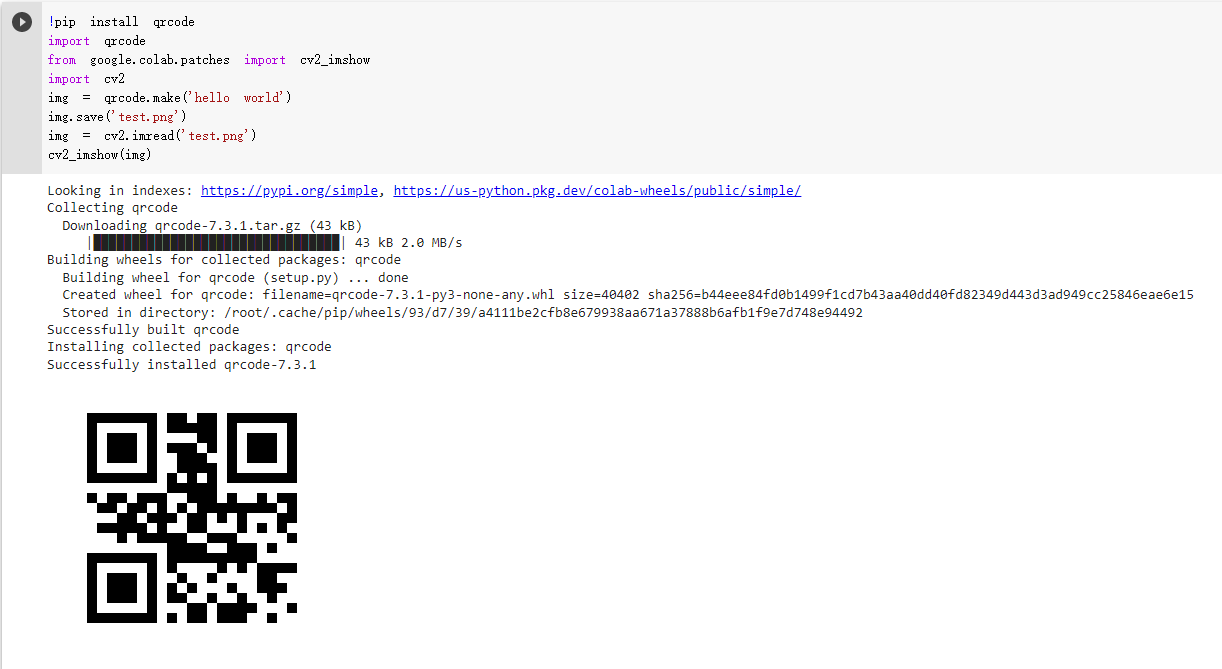 !pip install qrcode
import qrcode
from google.colab.patches import cv2_imshow
import cv2
img = qrcode.make('hello world')
img.save('test.png')
img = cv2.imread('test.png')
cv2_imshow(img)
Looking in indexes: https://pypi.org/simple, https://us-python.pkg.dev/colab-wheels/public/simple/
Collecting qrcode
Downloading qrcode-7.3.1.tar.gz (43 kB)
|████████████████████████████████| 43 kB 2.0 MB/s
Building wheels for collected packages: qrcode
Building wheel for qrcode (setup.py) ... done
Created wheel for qrcode: filename=qrcode-7.3.1-py3-none-any.whl size=40402 sha256=b44eee84fd0b1499f1cd7b43aa40dd40fd82349d443d3ad949cc25846eae6e15
Stored in directory: /root/.cache/pip/wheels/93/d7/39/a4111be2cfb8e679938aa671a37888b6afb1f9e7d748e94492
Successfully built qrcode
Installing collected packages: qrcode
Successfully installed qrcode-7.3.1